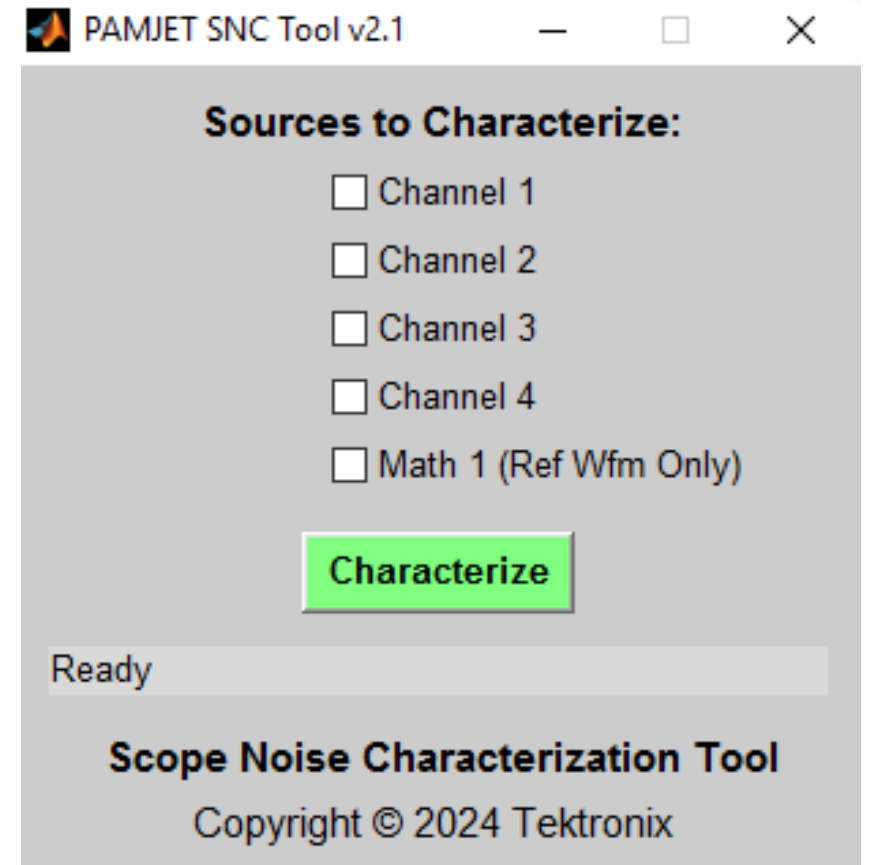 PAMJET SNC Tool v2.1
Sources to Characterize:
Channel 1
Channel 2
Channel 3
Channel 4
Math 1 (Ref Wfm Only)
Characterize
Ready
Scope Noise Characterization Tool
Copyright © 2024 Tektronix